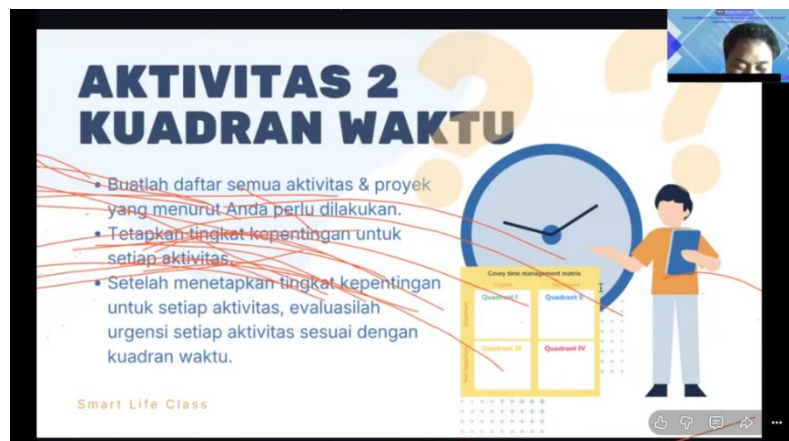 AKTIVITAS 2
KUADRAN WAKTU
• Buatlah daftar semua aktivitas & proyek
yang menurut Anda perlu dilakukan.
• Tetapkan tingkat kepentingan untuk
setiap aktivitas.
• Setelah menetapkan tingkat kepentingan
untuk setiap aktivitas, evaluasilah
urgensi setiap aktivitas sesuai dengan
kuadran waktu.
Covey time management matrix
Urgent
Quadrant I
Quadrant II
Quadrant III
Quadrant IV
Smart Life Class